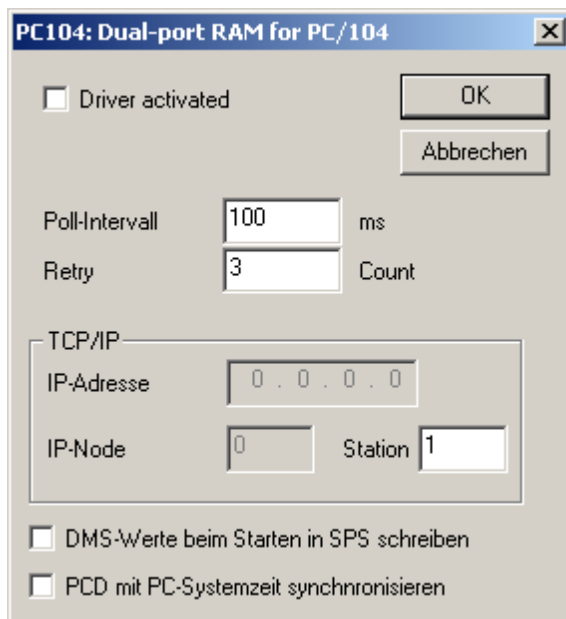 PC104: Dual-port RAM for PC/104
Driver activated
OK
Abbrechen
Poll-Intervall 100 ms
Retry 3 Count
TCP/IP
IP-Adresse 0 . 0 . 0 . 0
IP-Node 0 Station 1
DMS-Werte beim Starten in SPS schreiben
PCD mit PC-Systemzeit synchnronisieren